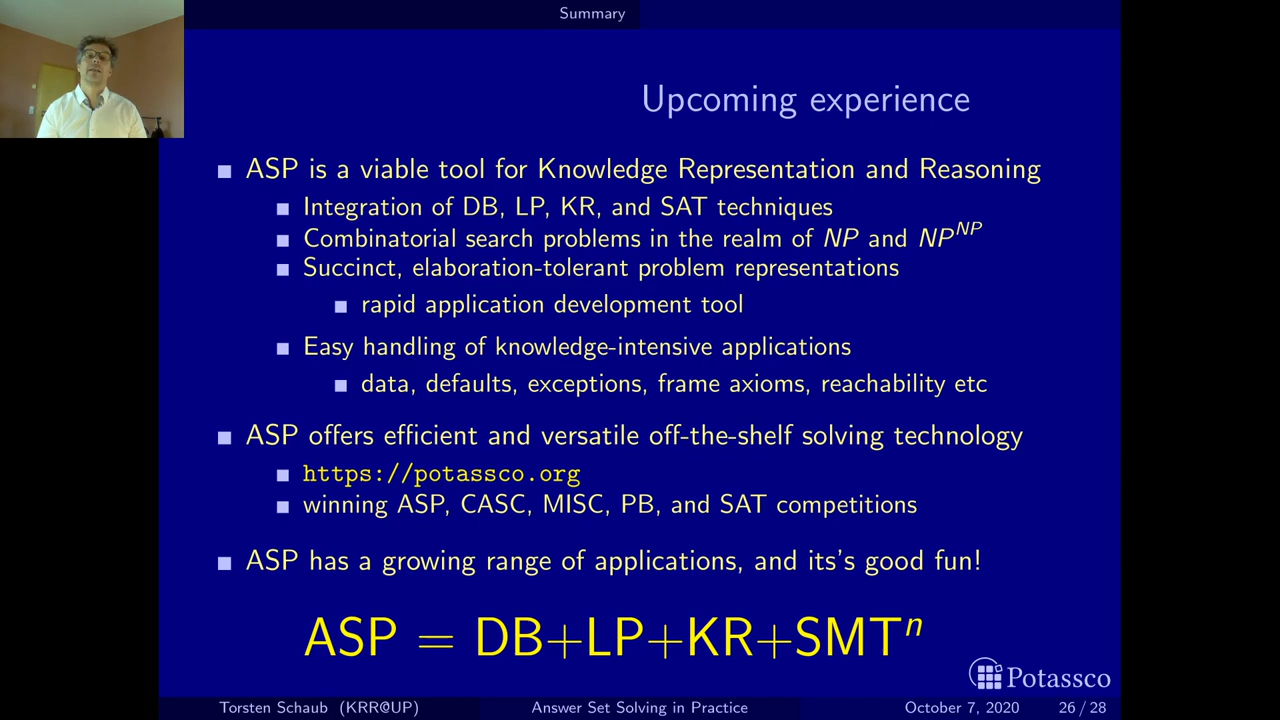 Summary
Upcoming experience
ASP is a viable tool for Knowledge Representation and Reasoning
Integration of DB, LP, KR, and SAT techniques
Combinatorial search problems in the realm of NP and NP^NP
Succinct, elaboration-tolerant problem representations
rapid application development tool
Easy handling of knowledge-intensive applications
data, defaults, exceptions, frame axioms, reachability etc
ASP offers efficient and versatile off-the-shelf solving technology
https://potassco.org
winning ASP, CASC, MISC, PB, and SAT competitions
ASP has a growing range of applications, and its's good fun!
ASP = DB+LP+KR+SMT^n
Potassco
Torsten Schaub (KRR@UP) Answer Set Solving in Practice October 7, 2020 26 / 28